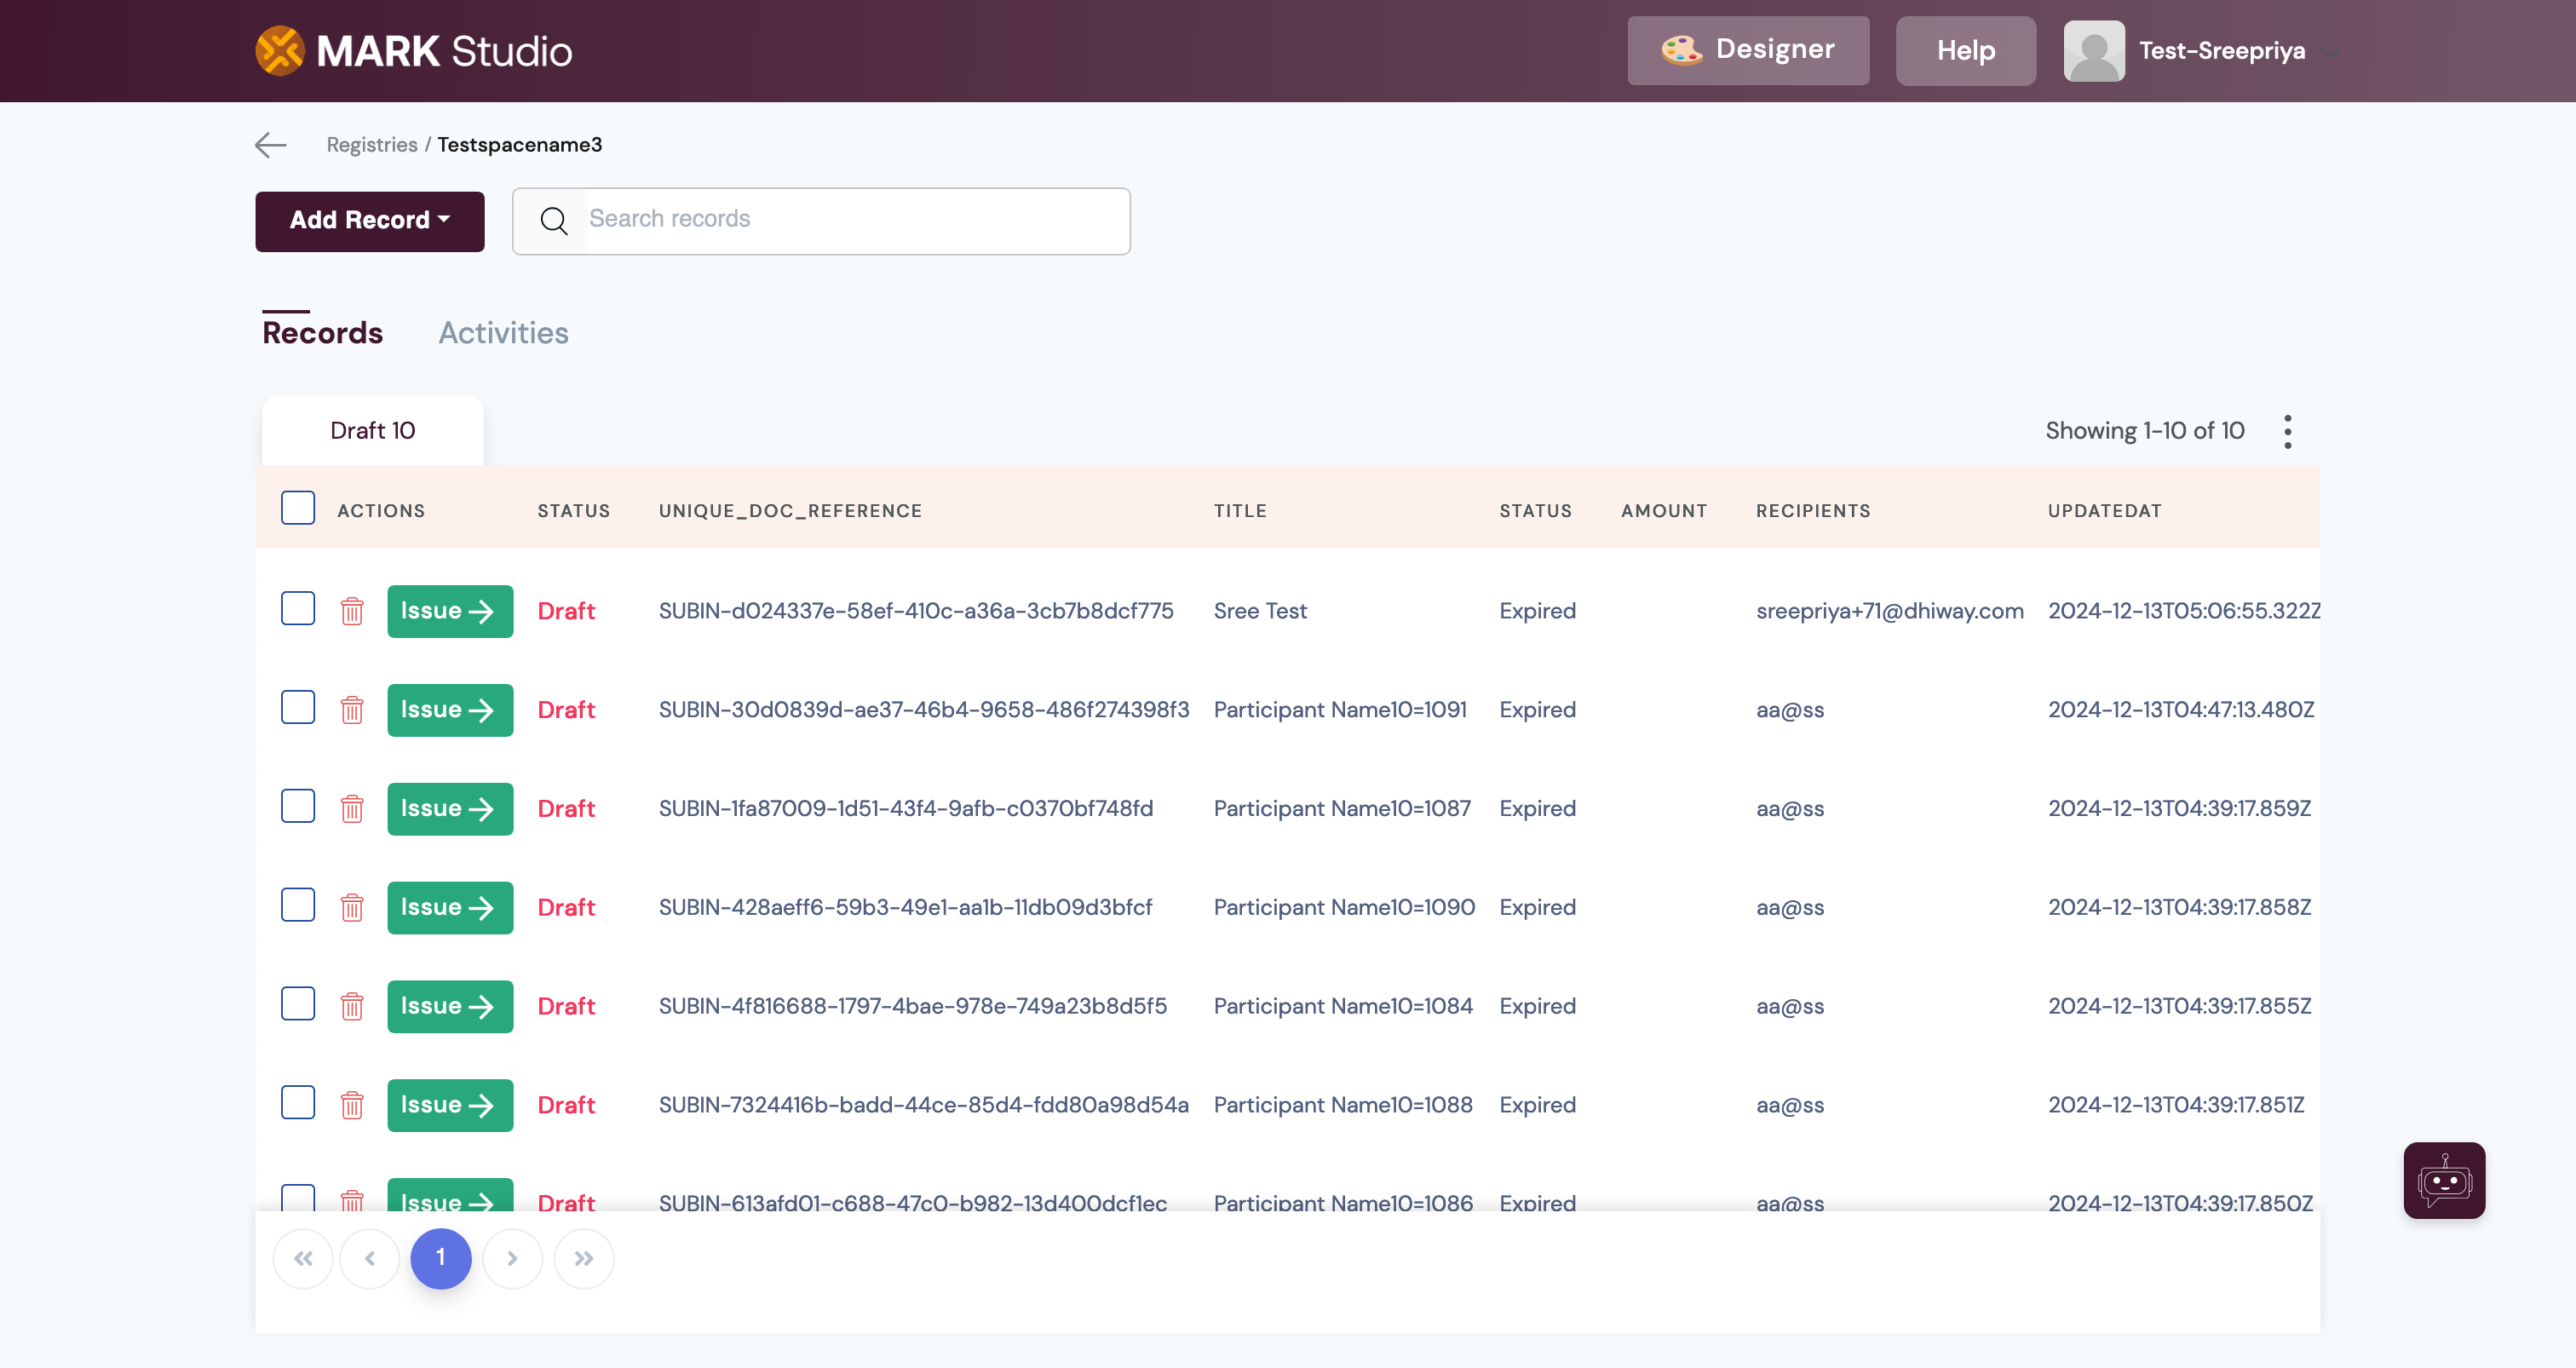 MARK Studio
Designer
Help
Test-Sreepriya
Registries / Testspacename3
Add Record
Search records
Records
Activities
Draft 10
Showing 1-10 of 10
ACTIONS STATUS UNIQUE_DOC_REFERENCE TITLE STATUS AMOUNT RECIPIENTS UPDATEDAT
Issue Draft SUBIN-d024337e-58ef-410c-a36a-3cb7b8dcf775 Sree Test Expired sreepriya+71@dhiway.com 2024-12-13T05:06:55.322Z
Issue Draft SUBIN-30d0839d-ae37-46b4-9658-486f274398f3 Participant Name10=1091 Expired aa@ss 2024-12-13T04:47:13.480Z
Issue Draft SUBIN-1fa87009-1d51-43f4-9afb-c0370bf748fd Participant Name10=1087 Expired aa@ss 2024-12-13T04:39:17.859Z
Issue Draft SUBIN-428aeff6-59b3-49e1-aa1b-11db09d3bfcf Participant Name10=1090 Expired aa@ss 2024-12-13T04:39:17.858Z
Issue Draft SUBIN-4f816688-1797-4bae-978e-749a23b8d5f5 Participant Name10=1084 Expired aa@ss 2024-12-13T04:39:17.855Z
Issue Draft SUBIN-7324416b-badd-44ce-85d4-fdd80a98d54a Participant Name10=1088 Expired aa@ss 2024-12-13T04:39:17.851Z
Issue Draft SUBIN-613afd01-c688-47c0-b982-13d400dcf1ec Participant Name10=1086 Expired aa@ss 2024-12-13T04:39:17.850Z
1